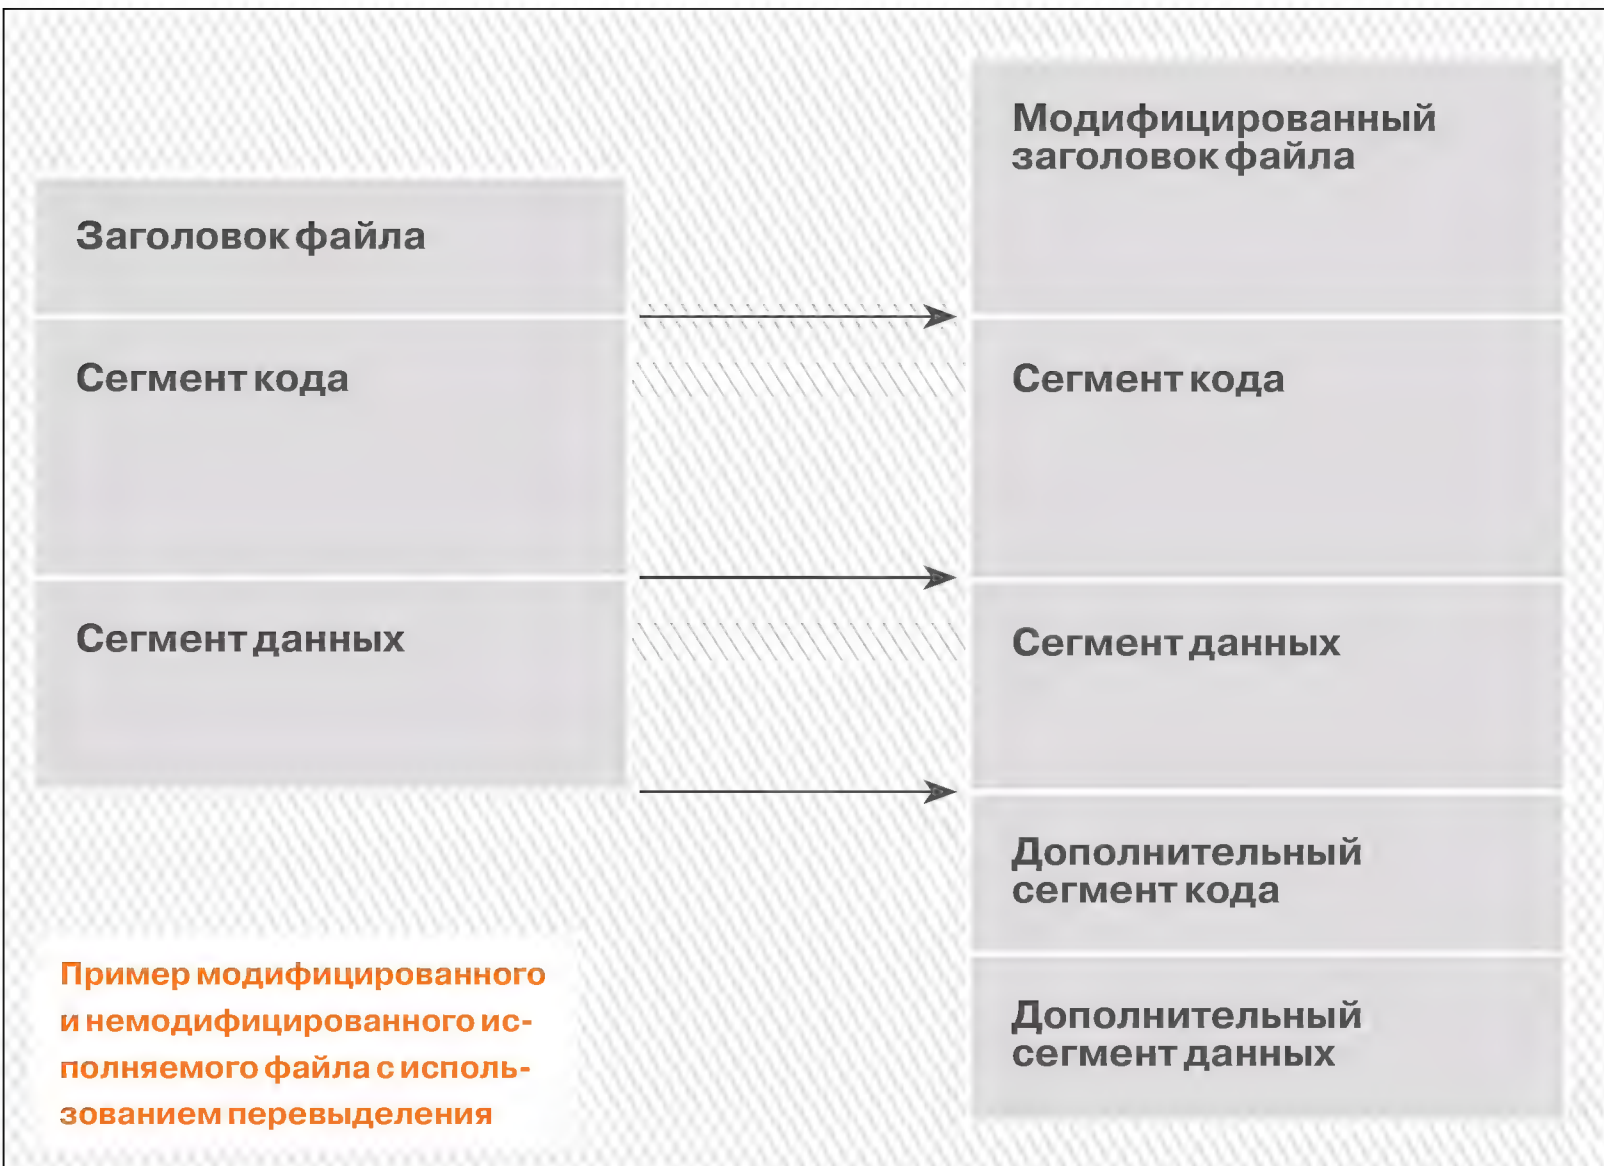 Заголовок файла
Сегмент кода
Сегмент данных
Модифицированный
заголовок файла
Сегмент кода
Сегмент данных
Дополнительный
сегмент кода
Дополнительный
сегмент данных
Пример модифицированного
и немодифицированного ис-
полняемого файла с исполь-
зованием перевыделения